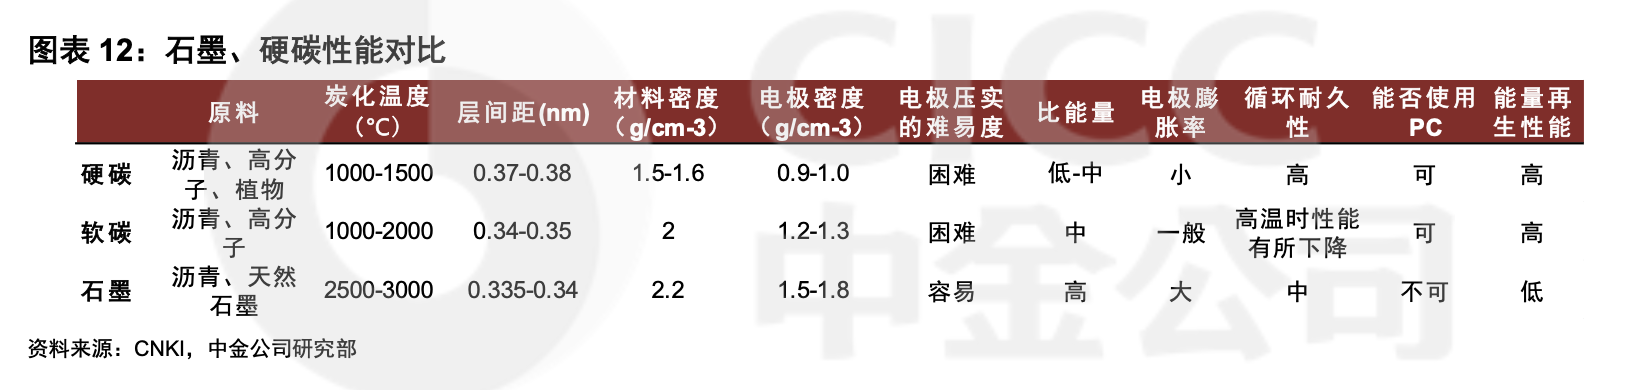 图表 12：石墨、硬碳性能对比
原料 炭化温度（℃） 层间距(nm) 材料密度（g/cm-3） 电极密度（g/cm-3） 电极压实的难易度 比能量 电极膨胀率 循环耐久性 能否使用PC 能量再生性能
硬碳 沥青、高分子、植物 1000-1500 0.37-0.38 1.5-1.6 0.9-1.0 困难 低-中 小 高 可 高
软碳 沥青、高分子 1000-2000 0.34-0.35 2 1.2-1.3 困难 中 一般 高温时性能有所下降 可 高
石墨 沥青、天然石墨 2500-3000 0.335-0.34 2.2 1.5-1.8 容易 高 大 中 不可 低
资料来源：CNKI，中金公司研究部
CICC
中金公司